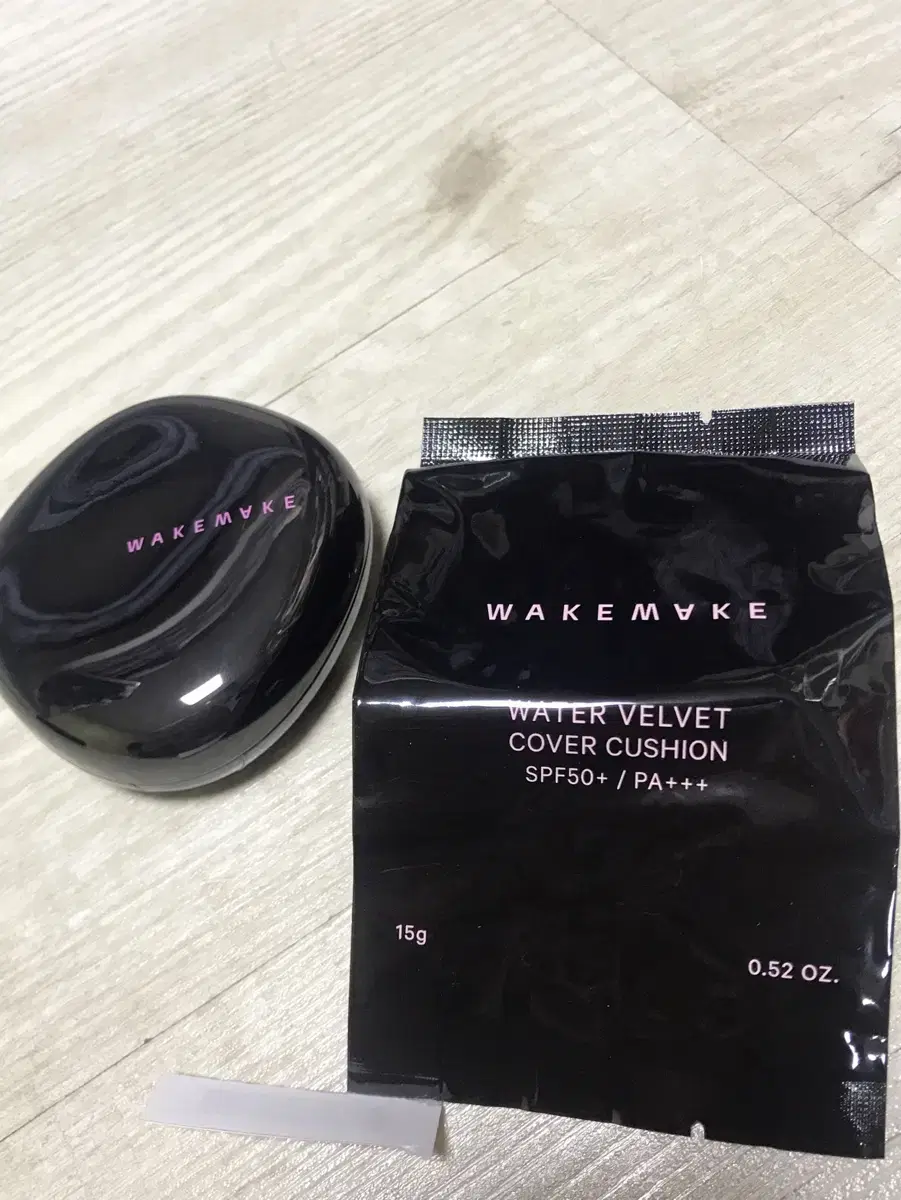 WAKEMAKE
WAKEMAKE
WATER VELVET
COVER CUSHION
SPF50+ / PA+++
15g
0.52 OZ.